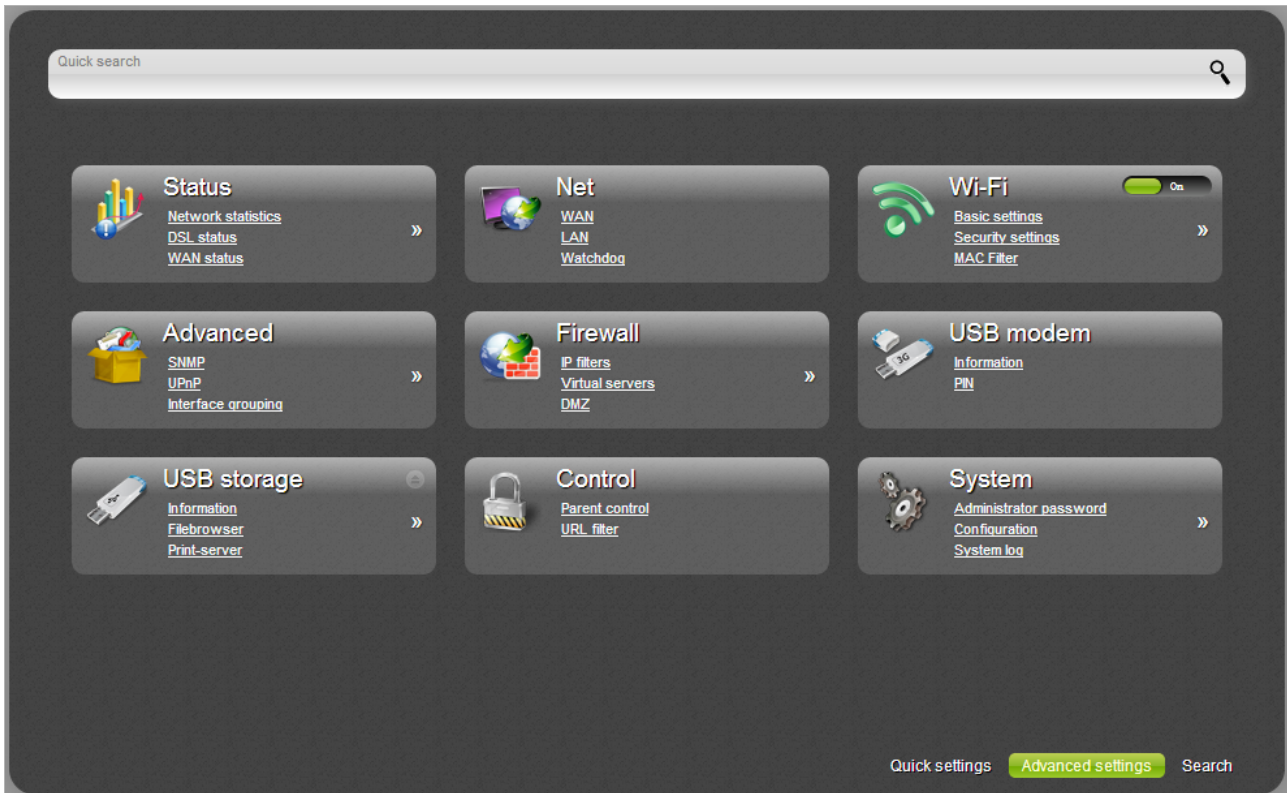 Quick search
Status
Network statistics
DSL status
WAN status
»
Net
WAN
LAN
Watchdog
Wi-Fi
On
Basic settings
Security settings
MAC Filter
»
Advanced
SNMP
UPnP
Interface grouping
»
Firewall
IP filters
Virtual servers
DMZ
»
USB modem
3G
Information
PIN
USB storage
Information
Filebrowser
Print-server
»
Control
Parent control
URL filter
System
Administrator password
Configuration
System log
»
Quick settings
Advanced settings
Search